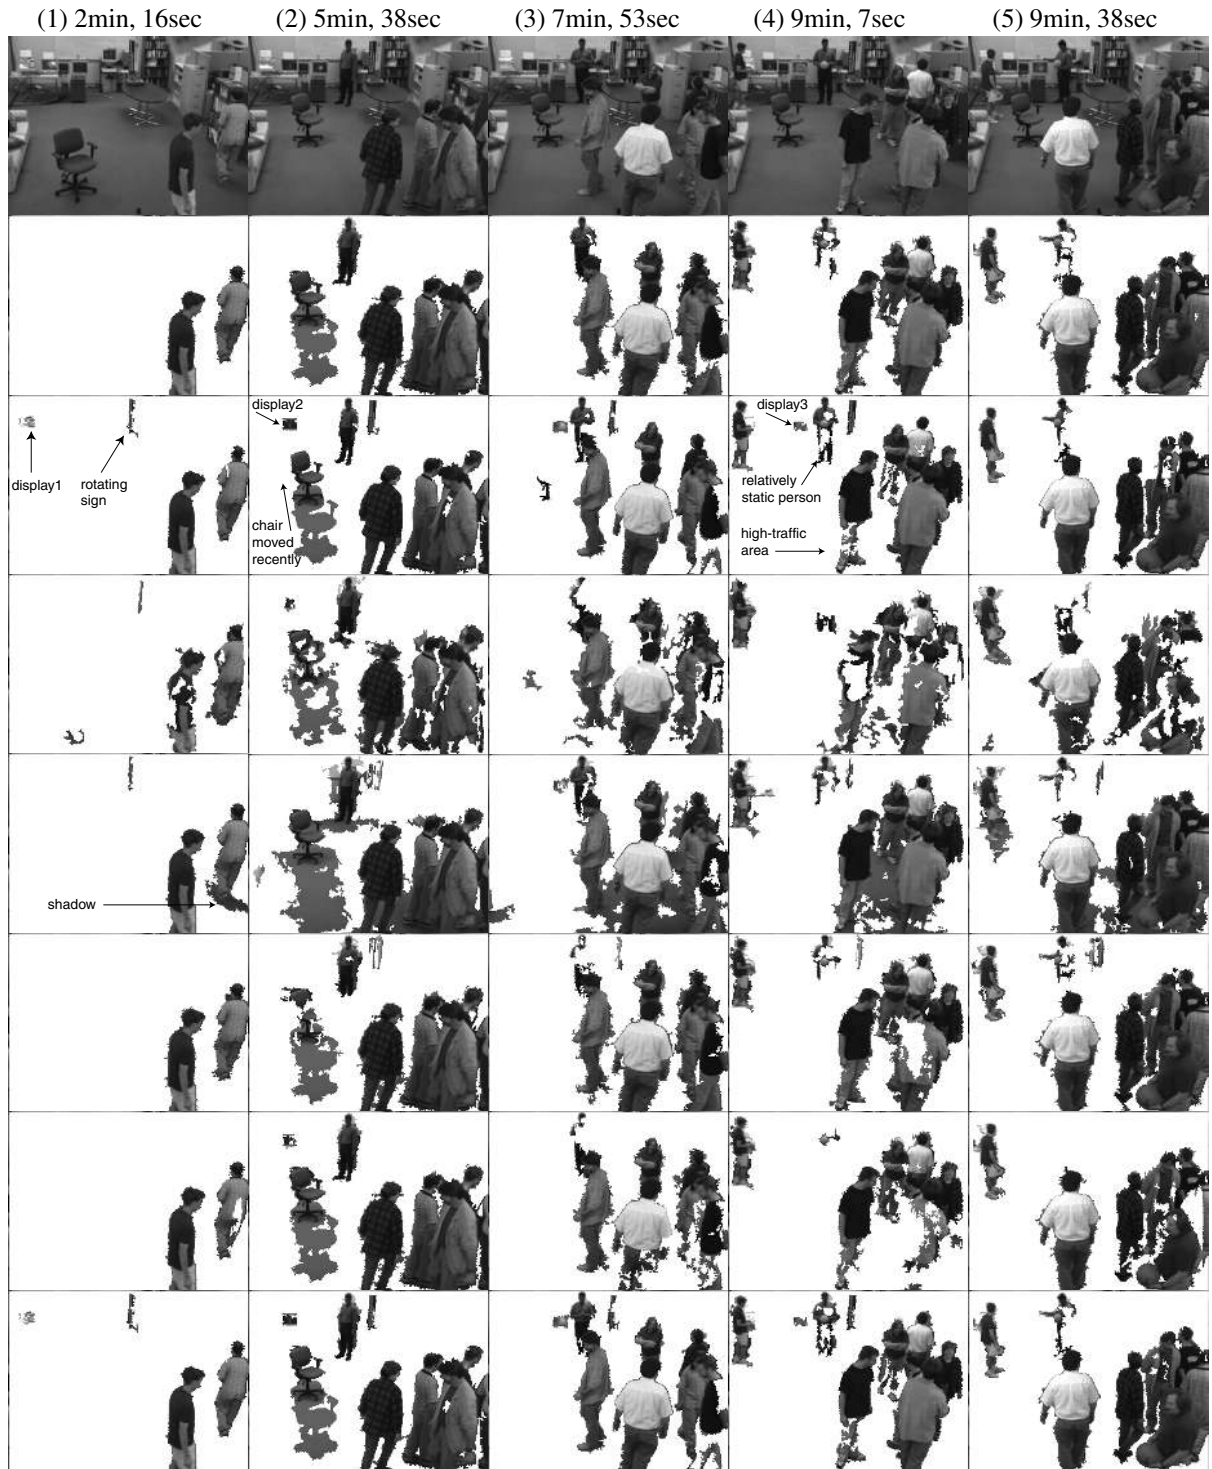 (1) 2min, 16sec (2) 5min, 38sec (3) 7min, 53sec (4) 9min, 7sec (5) 9min, 38sec
display1
rotating
sign
display2
chair
moved
recently
display3
relatively
static person
high-traffic
area
shadow